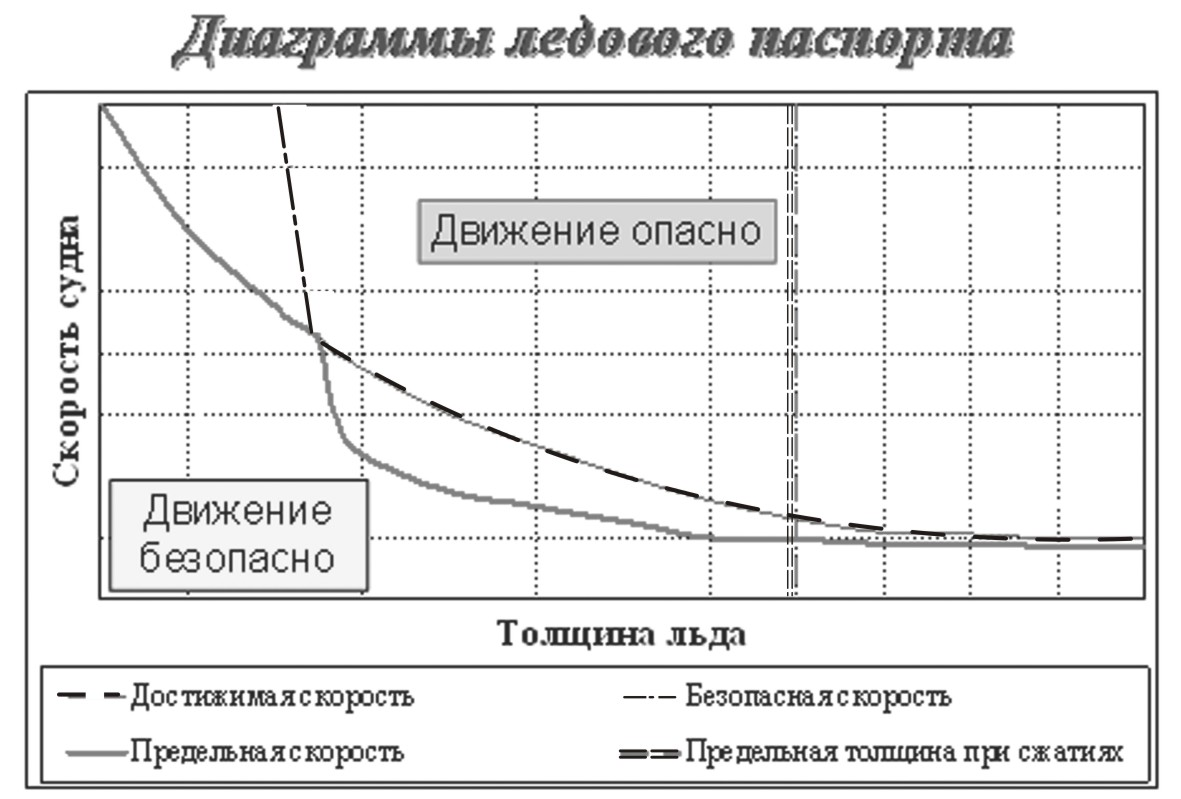 Диаграммы ледового паспорта
Движение опасно
Скорость судна
Движение
безопасно
Толщина льда
Достижимая скорость
Безопасная скорость
Предельная скорость
Предельная толщина при сжатиях